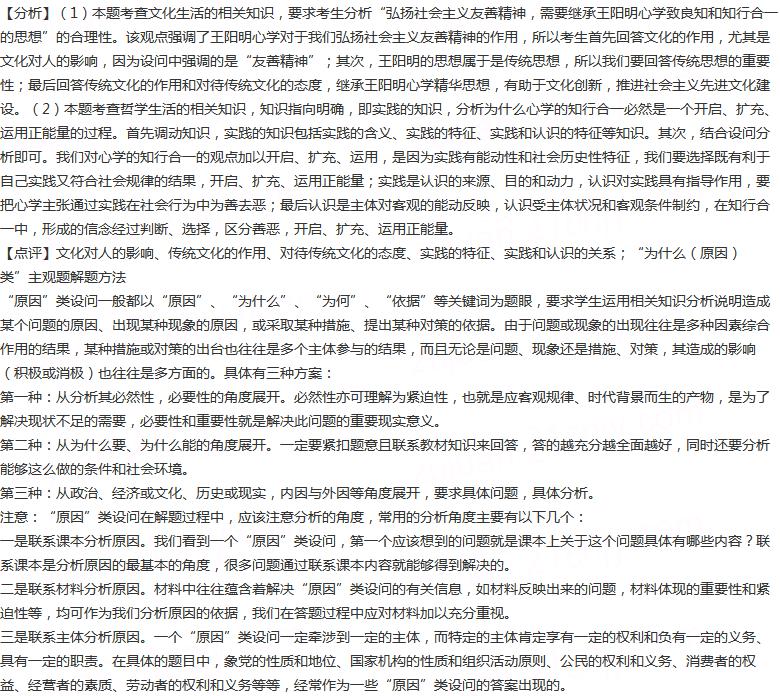 【分析】（1）本题考查文化生活的相关知识，要求考生分析“弘扬社会主义友善精神，需要继承王阳明心学致良知和知行合一
的思想”的合理性。该观点强调了王阳明心学对于我们弘扬社会主义友善精神的作用，所以考生首先回答文化的作用，尤其是
文化对人的影响，因为设问中强调的是“友善精神”；其次，王阳明的思想属于是传统思想，所以我们要回答传统思想的重要
性；最后回答传统文化的作用和对待传统文化的态度，继承王阳明心学精华思想，有助于文化创新，推进社会主义先进文化建
设。（2）本题考查哲学生活的相关知识，知识指向明确，即实践的知识，分析为什么心学的知行合一必然是一个开启、扩充、
运用正能量的过程。首先调动知识，实践的知识包括实践的含义、实践的特征、实践和认识的特征等知识。其次，结合设问分
析即可。我们对心学的知行合一的观点加以开启、扩充、运用，是因为实践有能动性和社会历史性特征，我们要选择既有利于
自己实践又符合社会规律的结果，开启、扩充、运用正能量；实践是认识的来源、目的和动力，认识对实践具有指导作用，要
把心学主张通过实践在社会行为中为善去恶；最后认识是主体对客观的能动反映，认识受主体状况和客观条件制约，在知行合
一中，形成的信念经过判断、选择，区分善恶，开启、扩充、运用正能量。
【点评】文化对人的影响、传统文化的作用、对待传统文化的态度、实践的特征、实践和认识的关系；“为什么（原因）
类”主观题解题方法
“原因”类设问一般都以“原因”、“为什么”、“为何”、“依据”等关键词为题眼，要求学生运用相关知识分析说明造成
某个问题的原因、出现某种现象的原因，或采取某种措施、提出某种对策的依据。由于问题或现象的出现往往是多种因素综合
作用的结果，某种措施或对策的出台也往往是多个主体参与的结果，而且无论是问题、现象还是措施、对策，其造成的影响
（积极或消极）也往往是多方面的。具体有三种方案：
第一种：从分析其必然性，必要性的角度展开。必然性亦可理解为紧迫性，也就是应客观规律、时代背景而生的产物，是为了
解决现状不足的需要，必要性和重要性就是解决此问题的重要现实意义。
第二种：从为什么要、为什么能的角度展开。一定要紧扣题意且联系教材知识来回答，答的越充分越全面越好，同时还要分析
能够这么做的条件和社会环境。
第三种：从政治、经济或文化、历史或现实，内因与外因等角度展开，要求具体问题，具体分析。
注意：“原因”类设问在解题过程中，应该注意分析的角度，常用的分析角度主要有以下几个：
一是联系课本分析原因。我们看到一个“原因”类设问，第一个应该想到的问题就是课本上关于这个问题具体有哪些内容？联
系课本是分析原因的最基本的角度，很多问题通过联系课本内容就能够得到解决的。
二是联系材料分析原因。材料中往往蕴含着解决“原因”类设问的有关信息，如材料反映出来的问题，材料体现的重要性和紧
迫性等，均可作为我们分析原因的依据，我们在答题过程中应对材料加以充分重视。
三是联系主体分析原因。一个“原因”类设问一定牵涉到一定的主体，而特定的主体肯定享有一定的权利和负有一定的义务、
具有一定的职责。在具体的题目中，象党的性质和地位、国家机构的性质和组织活动原则、公民的权利和义务、消费者的权
益、经营者的素质、劳动者的权利和义务等等，经常作为一些“原因”类设问的答案出现的。